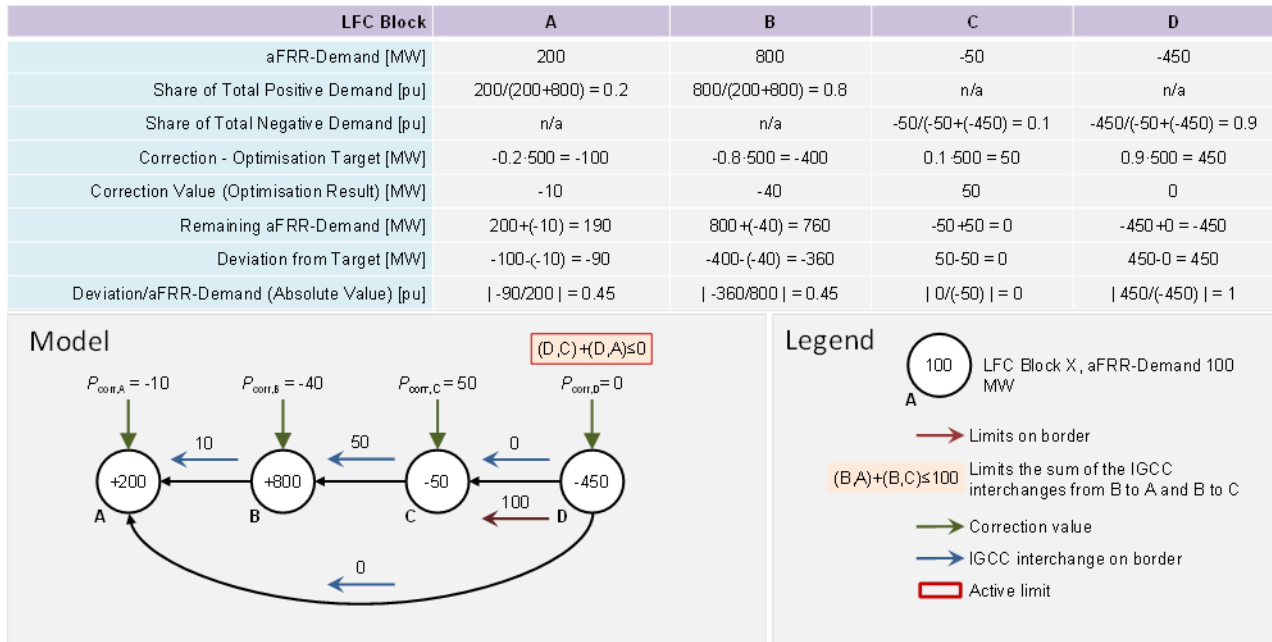 LFC Block A B C D
aFRR-Demand [MW] 200 800 -50 -450
Share of Total Positive Demand [pu] 200/(200+800) = 0.2 800/(200+800) = 0.8 n/a n/a
Share of Total Negative Demand [pu] n/a n/a -50/(-50+(-450) = 0.1 -450/(-50+(-450) = 0.9
Correction - Optimisation Target [MW] -0.2·500 = -100 -0.8·500 = -400 0.1·500 = 50 0.9·500 = 450
Correction Value (Optimisation Result) [MW] -10 -40 50 0
Remaining aFRR-Demand [MW] 200+(-10) = 190 800+(-40) = 760 -50+50 = 0 -450+0 = -450
Deviation from Target [MW] -100-(-10) = -90 -400-(-40) = -360 50-50 = 0 450-0 = 450
Deviation/aFRR-Demand (Absolute Value) [pu] | -90/200 | = 0.45 | -360/800 | = 0.45 | 0/(-50) | = 0 | 450/(-450) | = 1
Model
(D,C)+(D,A)≤0
Pcorr,A = -10 Pcorr,B = -40 Pcorr,C = 50 Pcorr,D = 0
10 50 0
+200 +800 -50 -450
100
A B C D
0
Legend
100
A
LFC Block X, aFRR-Demand 100
MW
Limits on border
(B,A)+(B,C)≤100
Limits the sum of the IGCC
interchanges from B to A and B to C
Correction value
IGCC interchange on border
Active limit